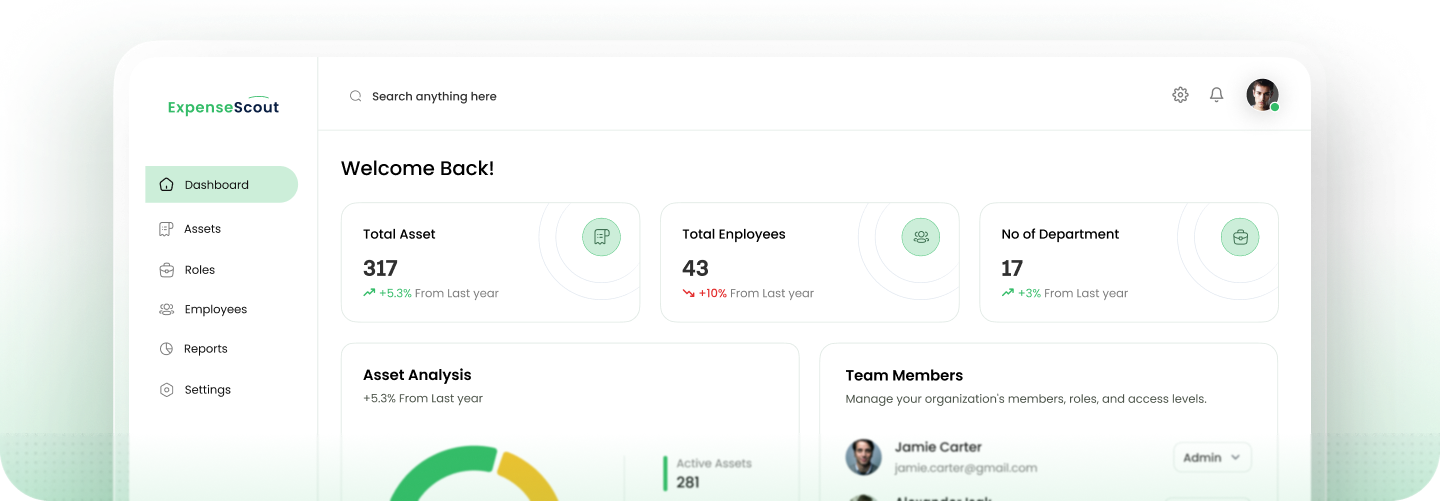 ExpenseScout
Search anything here
Dashboard
Assets
Roles
Employees
Reports
Settings
Welcome Back!
Total Asset
317
+5.3% From Last year
Total Enployees
43
+10% From Last year
No of Department
17
+3% From Last year
Asset Analysis
+5.3% From Last year
Active Assets
281
Team Members
Manage your organization's members, roles, and access levels.
Jamie Carter
jamie.carter@gmail.com
Admin